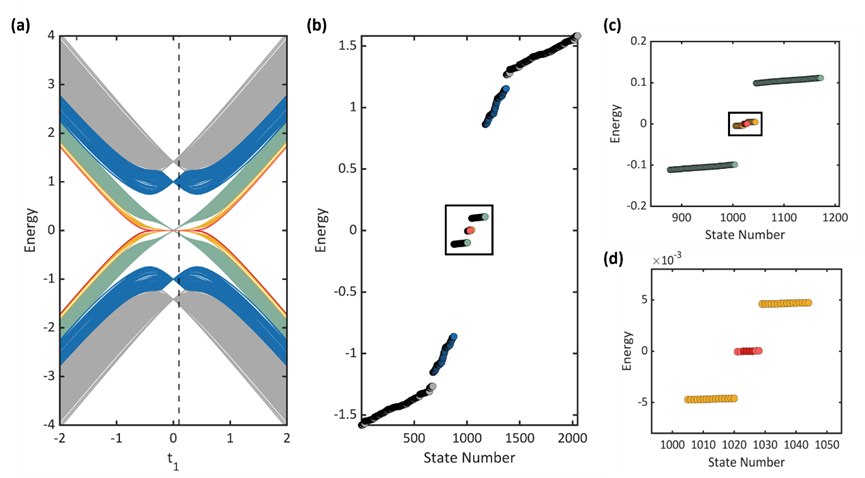 (a)
4
3
2
1
0
-1
-2
-3
-4
Energy
-2 -1 0 1 2
t1
(b)
1.5
1
0.5
0
-0.5
-1
-1.5
Energy
500 1000 1500 2000
State Number
(c)
0.2
0.1
0
-0.1
-0.2
Energy
900 1000 1100 1200
State Number
(d)
×10-3
5
0
-5
Energy
1000 1010 1020 1030 1040 1050
State Number